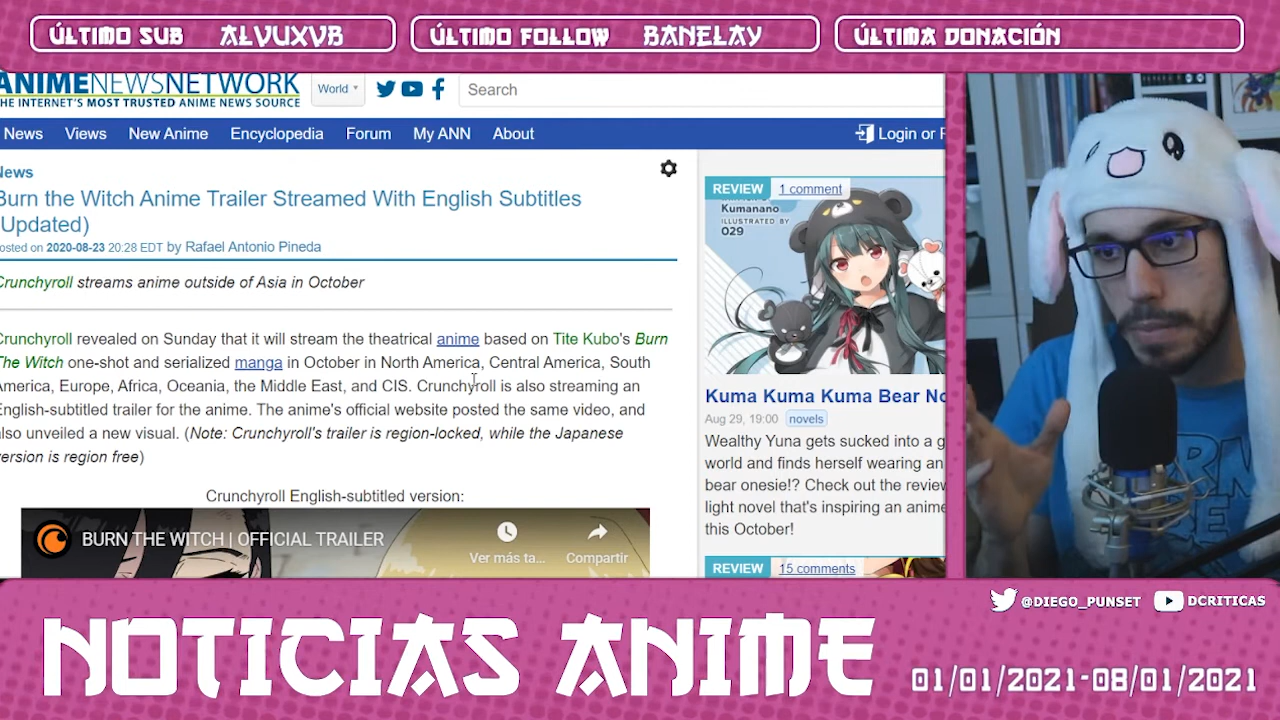 ÚLTIMO SUB ALVUXVB
ÚLTIMO FOLLOW BANELAY
ÚLTIMA DONACIÓN
ANIMENEWSNETWORK
HE INTERNET'S MOST TRUSTED ANIME NEWS SOURCE
World
Search
News Views New Anime Encyclopedia Forum My ANN About
Login or R
News
Burn the Witch Anime Trailer Streamed With English Subtitles
Updated)
osted on 2020-08-23 20:28 EDT by Rafael Antonio Pineda
Crunchyroll streams anime outside of Asia in October
Crunchyroll revealed on Sunday that it will stream the theatrical anime based on Tite Kubo's Burn
The Witch one-shot and serialized manga in October in North America, Central America, South
America, Europe, Africa, Oceania, the Middle East, and CIS. Crunchyroll is also streaming an
English-subtitled trailer for the anime. The anime's official website posted the same video, and
also unveiled a new visual. (Note: Crunchyroll's trailer is region-locked, while the Japanese
version is region free)
Crunchyroll English-subtitled version:
BURN THE WITCH | OFFICIAL TRAILER
Ver más ta...
Compartir
REVIEW 1 comment
Kumanano
ILLUSTRATED BY
029
Kuma Kuma Kuma Bear No
Aug 29, 19:00 novels
Wealthy Yuna gets sucked into a g
world and finds herself wearing an
bear onesie!? Check out the review
light novel that's inspiring an anime
this October!
REVIEW 15 comments
@DIEGO_PUNSET DCRITICAS
NOTICIAS ANIME
01/01/2021-08/01/2021